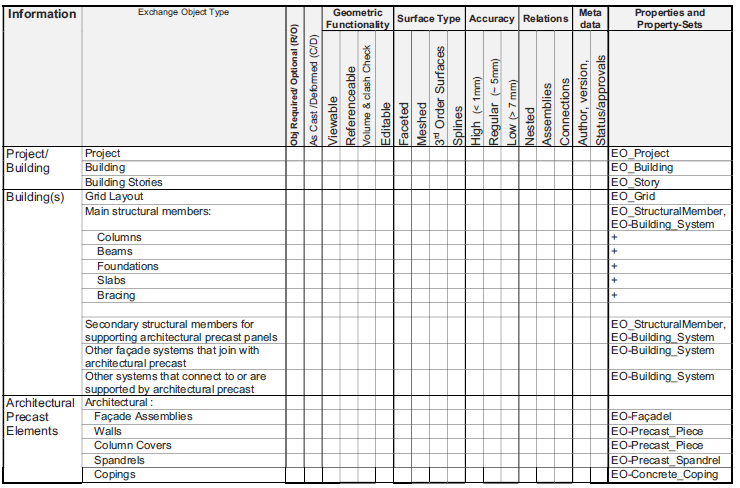 Information
Exchange Object Type
Obj Required/ Optional (R/O)
As Cast /Deformed (C/D)
Geometric
Functionality
Viewable
Referenceable
Volume & clash Check
Editable
Surface Type
Faceted
Meshed
3rd Order Surfaces
Splines
Accuracy
High (< 1mm)
Regular (~ 5mm)
Low (> 7 mm)
Relations
Nested
Assemblies
Connections
Meta
data
Author, version,
Status/approvals
Properties and
Property-Sets
Project/
Building
Project EO_Project
Building EO_Building
Building Stories EO_Story
Building(s) Grid Layout EO_Grid
Main structural members: EO_StructuralMember,
EO-Building_System
Columns +
Beams +
Foundations +
Slabs +
Bracing +
Secondary structural members for EO_StructuralMember,
supporting architectural precast panels EO-Building_System
Other façade systems that join with EO-Building_System
architectural precast
Other systems that connect to or are EO-Building_System
supported by architectural precast
Architectural
Precast
Elements
Architectural :
Façade Assemblies EO-Façadel
Walls EO-Precast_Piece
Column Covers EO-Precast_Piece
Spandrels EO-Precast_Spandrel
Copings EO-Concrete_Coping